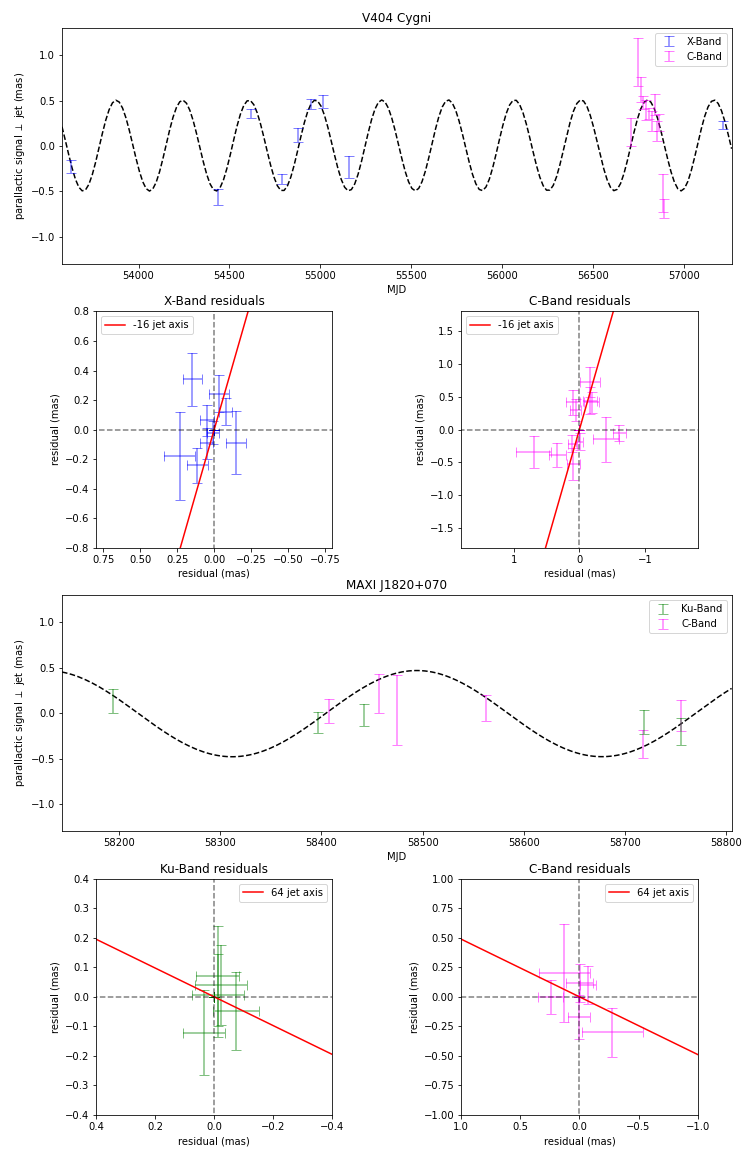 V404 Cygni
X-Band
C-Band
parallactic signal ⊥ jet (mas)
1.0
0.5
0.0
−0.5
−1.0
54000 54500 55000 55500 56000 56500 57000
MJD
X-Band residuals
-16 jet axis
residual (mas)
0.8
0.6
0.4
0.2
0.0
−0.2
−0.4
−0.6
−0.8
0.75 0.50 0.25 0.00 −0.25 −0.50 −0.75
residual (mas)
C-Band residuals
-16 jet axis
residual (mas)
1.5
1.0
0.5
0.0
−0.5
−1.0
−1.5
1 0 −1
residual (mas)
MAXI J1820+070
Ku-Band
C-Band
parallactic signal ⊥ jet (mas)
1.0
0.5
0.0
−0.5
−1.0
58200 58300 58400 58500 58600 58700 58800
MJD
Ku-Band residuals
64 jet axis
residual (mas)
0.4
0.3
0.2
0.1
0.0
−0.1
−0.2
−0.3
−0.4
0.4 0.2 0.0 −0.2 −0.4
residual (mas)
C-Band residuals
64 jet axis
residual (mas)
1.00
0.75
0.50
0.25
0.00
−0.25
−0.50
−0.75
−1.00
1.0 0.5 0.0 −0.5 −1.0
residual (mas)